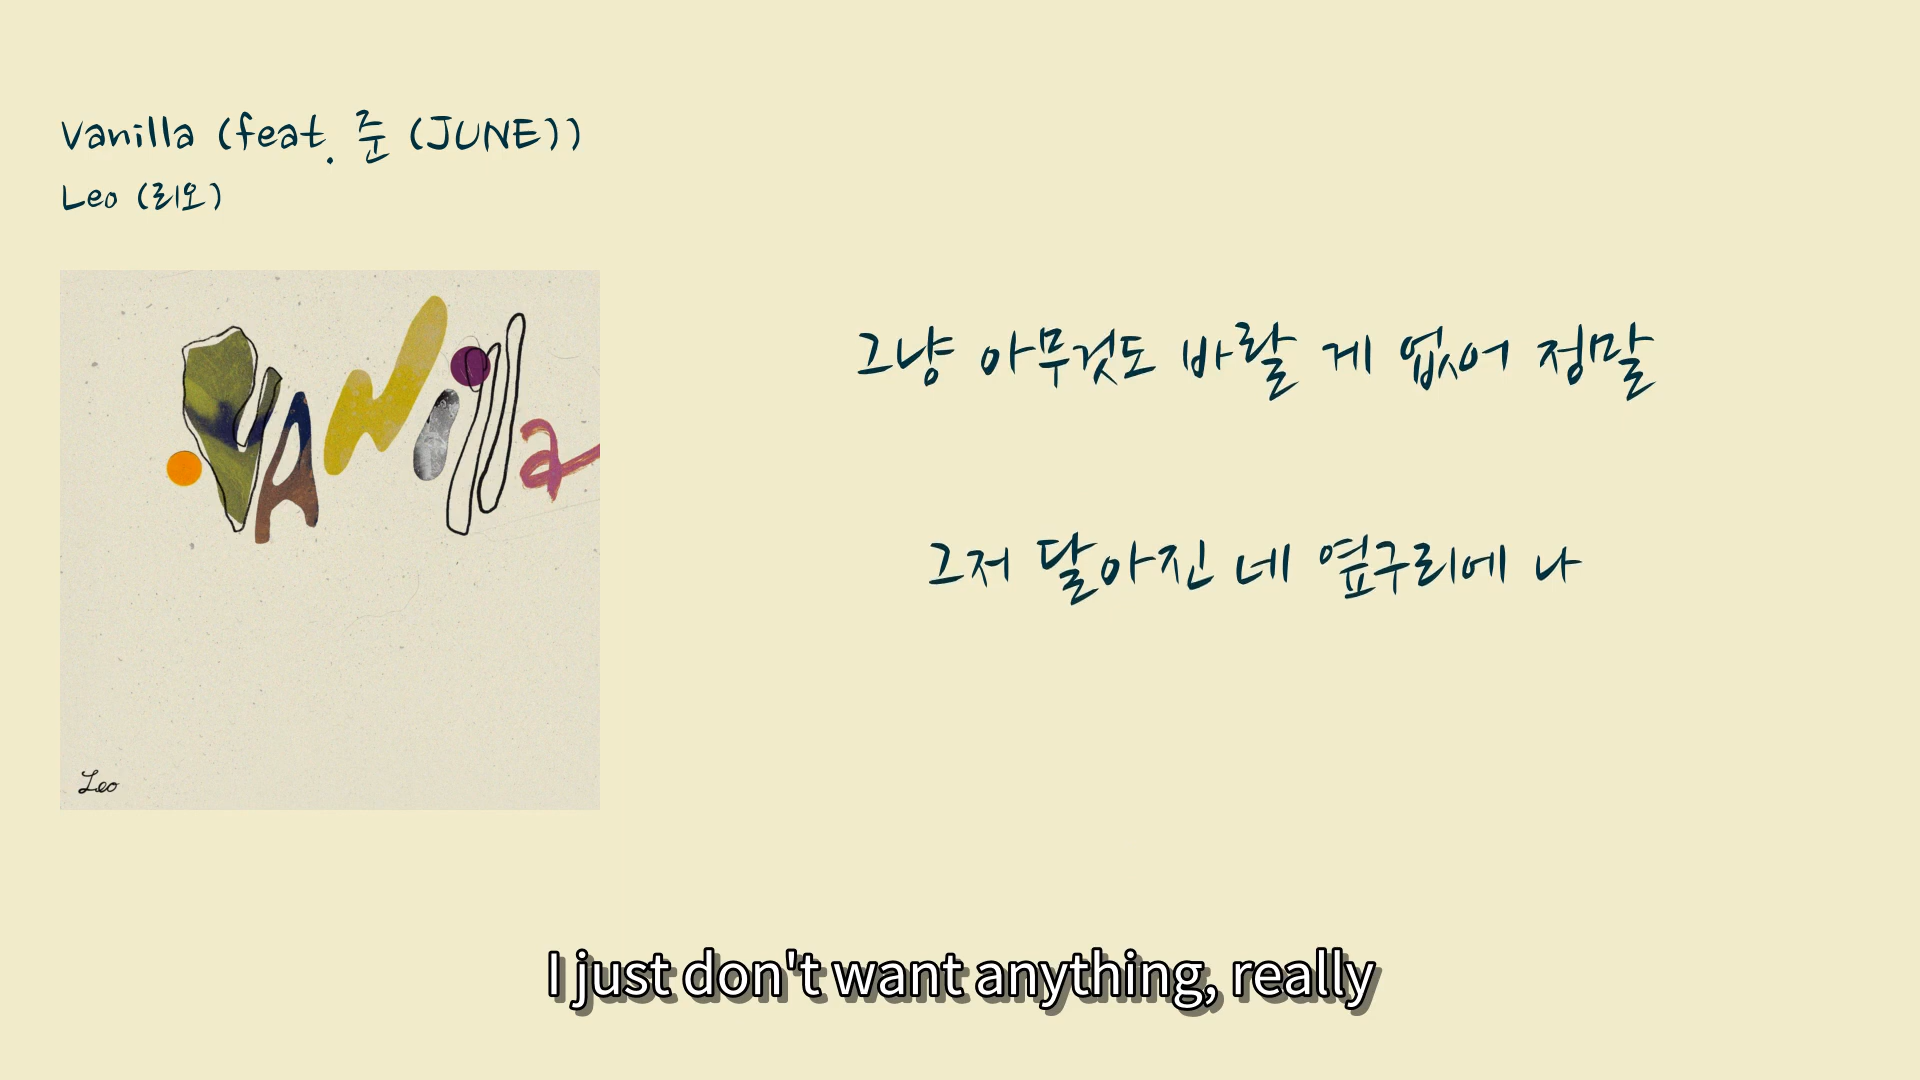 Vanilla (feat. 준 (JUNE))
Leo (리오)
VANilla
Leo
그냥 아무것도 바랄 게 없어 정말
그저 달아진 네 옆구리에 나
I just don't want anything, really